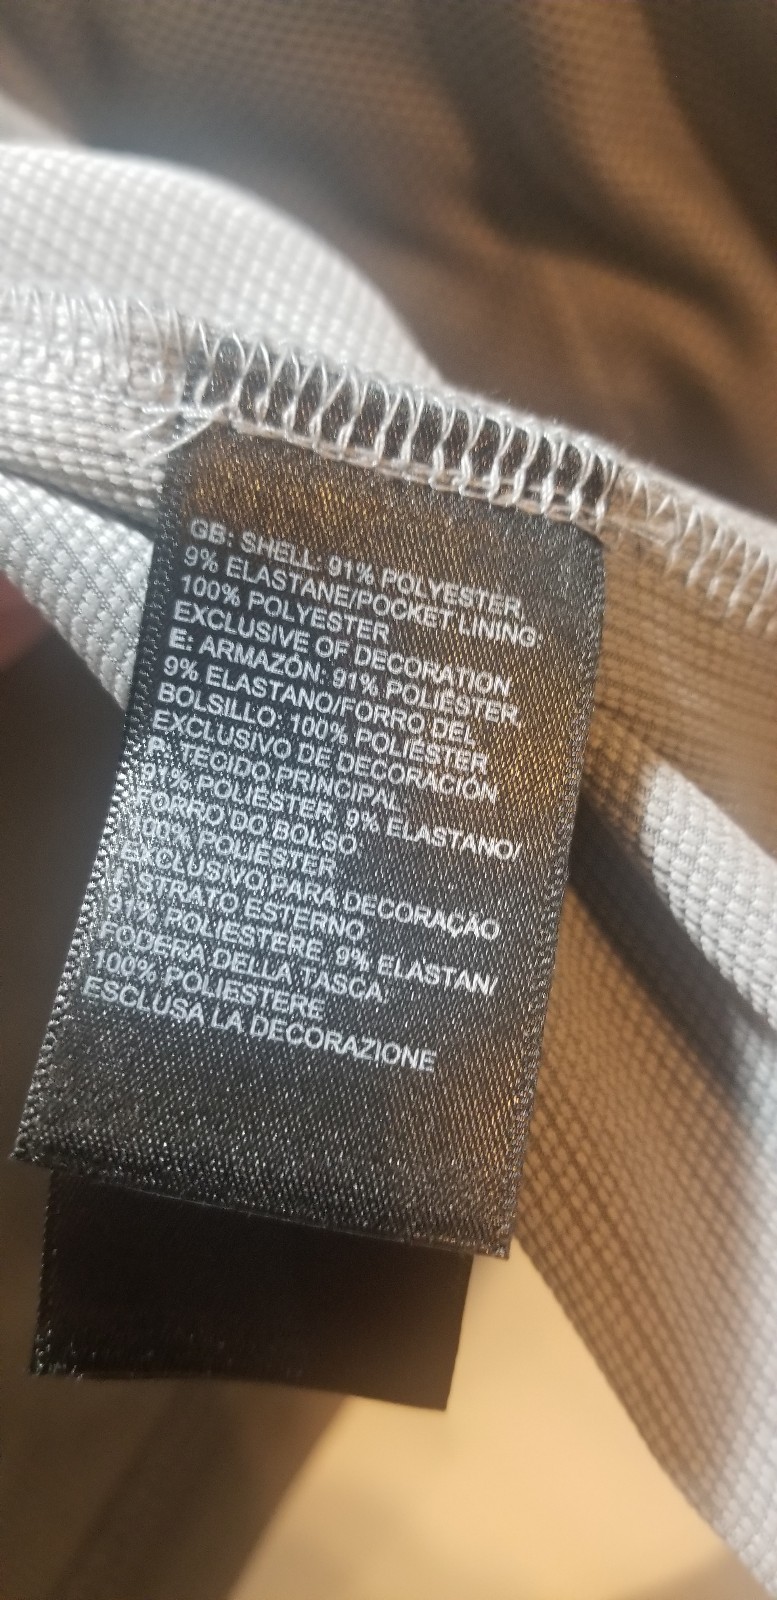 GB: SHELL: 91% POLYESTER,
9% ELASTANE/POCKET LINING:
100% POLYESTER
EXCLUSIVE OF DECORATION
E: ARMAZÓN: 91% POLIÉSTER,
9% ELASTANO/FORRO DEL
BOLSILLO: 100% POLIÉSTER
EXCLUSIVO DE DECORACIÓN
P: TECIDO PRINCIPAL:
91% POLIÉSTER, 9% ELASTANO/
FORRO DO BOLSO:
100% POLIÉSTER
EXCLUSIVO PARA DECORAÇÃO
I: STRATO ESTERNO:
91% POLIESTERE, 9% ELASTAN/
FODERA DELLA TASCA:
100% POLIESTERE
ESCLUSA LA DECORAZIONE